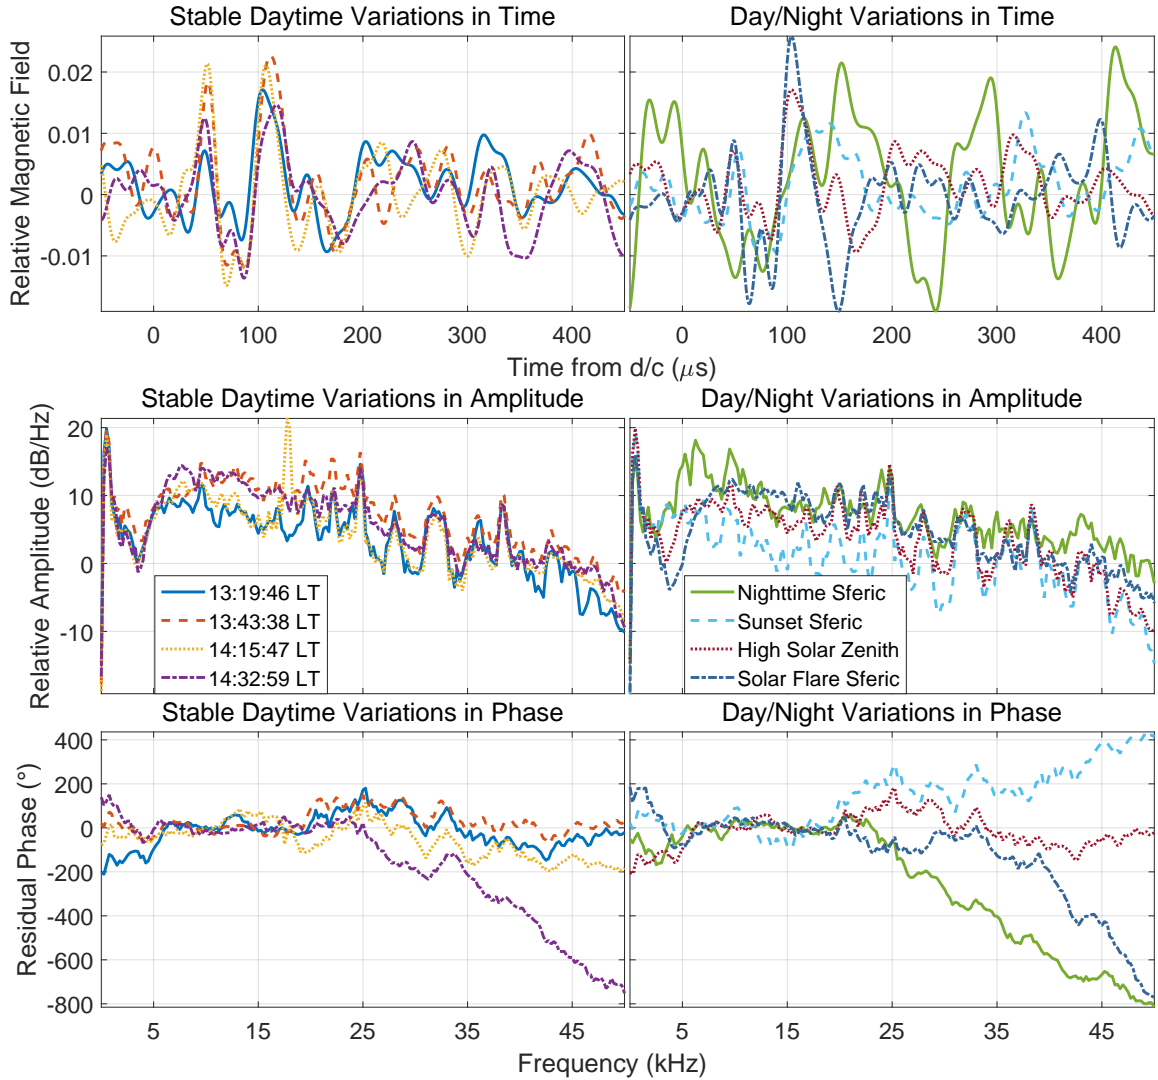 Stable Daytime Variations in Time
Day/Night Variations in Time
Relative Magnetic Field
0.02
0.01
0
-0.01
0
100
200
300
400
0
100
200
300
400
Time from d/c (μs)
Stable Daytime Variations in Amplitude
Day/Night Variations in Amplitude
Relative Amplitude (dB/Hz)
20
10
0
-10
13:19:46 LT
13:43:38 LT
14:15:47 LT
14:32:59 LT
Nighttime Sferic
Sunset Sferic
High Solar Zenith
Solar Flare Sferic
Stable Daytime Variations in Phase
Day/Night Variations in Phase
Residual Phase (°)
400
200
0
-200
-400
-600
-800
5
15
25
35
45
5
15
25
35
45
Frequency (kHz)